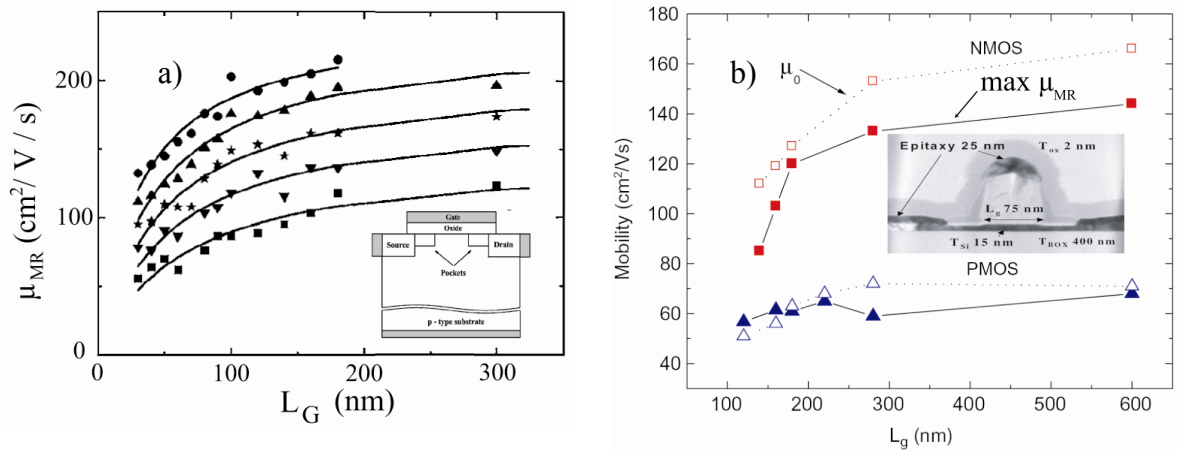 a)
200
100
0
μMR (cm²/ V / s)
0
100
200
300
LG (nm)
Gate
Oxide
Source
Drain
Pockets
p - type substrate
b)
180
160
140
120
100
80
60
40
Mobility (cm²/Vs)
NMOS
μ0
max μMR
Epitaxy 25 nm
Tox 2 nm
Lg 75 nm
TSi 15 nm
TBOX 400 nm
PMOS
100
200
300
400
500
600
Lg (nm)